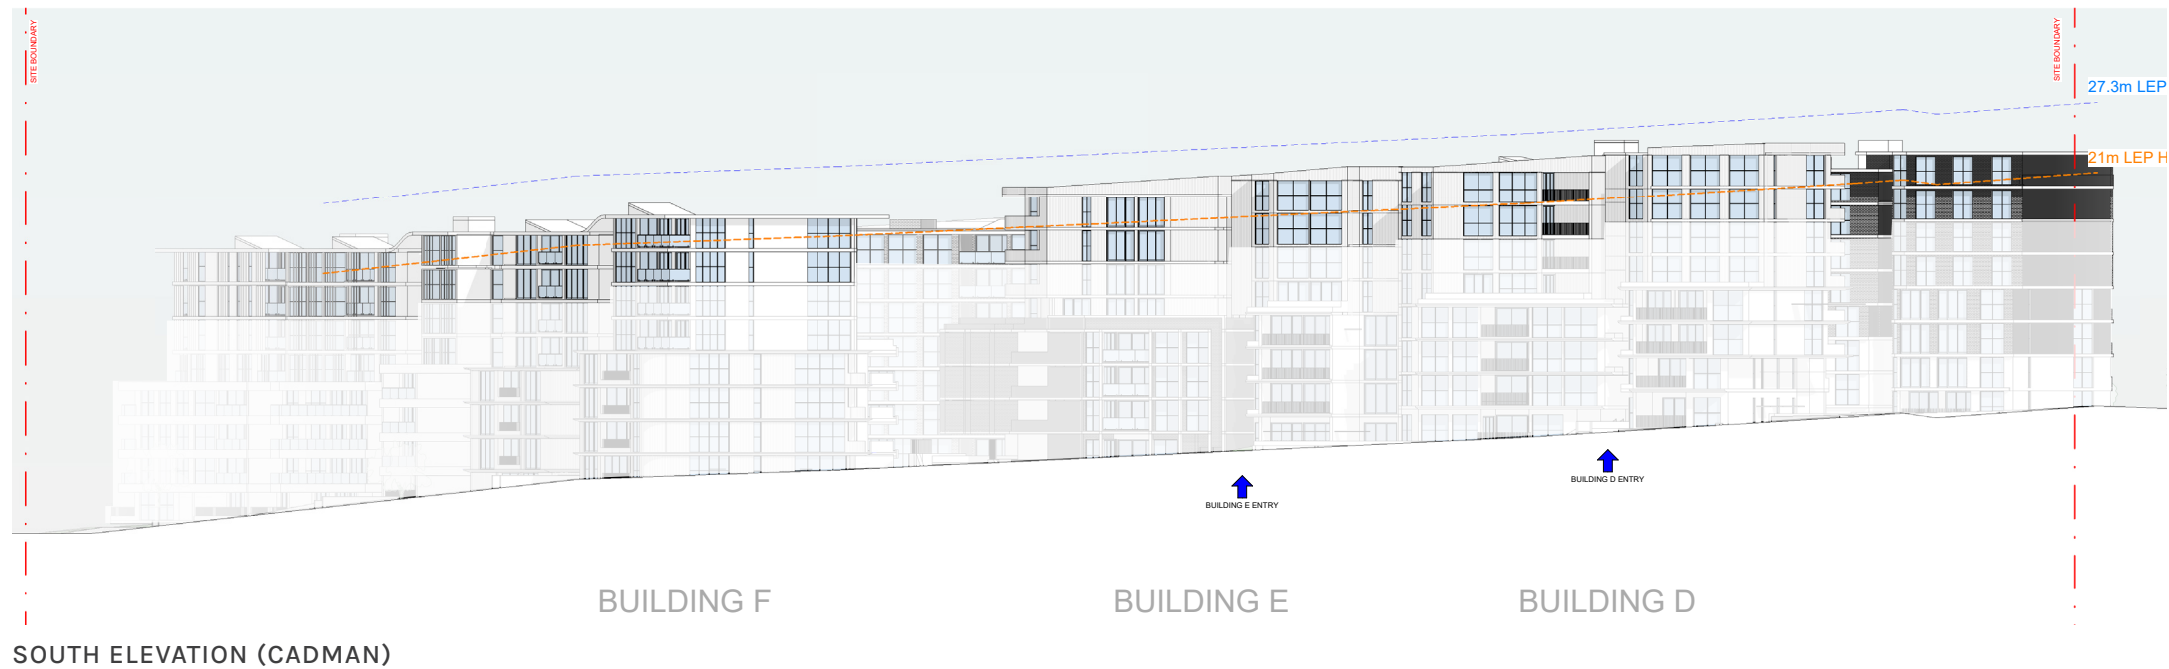 SITE BOUNDARY
SITE BOUNDARY
27.3m LEP
21m LEP H
BUILDING D ENTRY
BUILDING E ENTRY
BUILDING F
BUILDING E
BUILDING D
SOUTH ELEVATION (CADMAN)